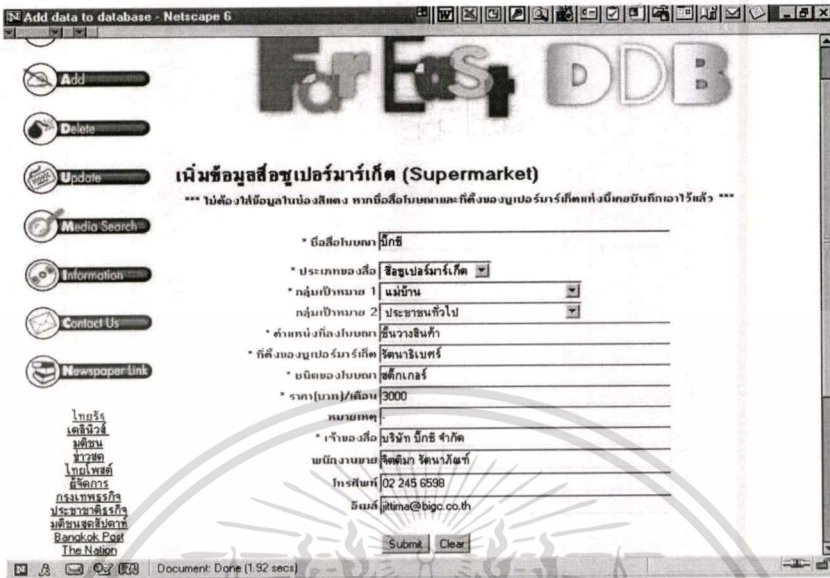 Add data to database - Netscape 6
Far East DDB
Add
Delete
Update
Media Search
Information
Contact Us
Newspaper Link
ไทยรัฐ
เดลินิวส์
มติชน
ข่าวสด
ไทยโพสต์
ผู้จัดการ
กรุงเทพธุรกิจ
ประชาชาติธุรกิจ
มติชนสุดสัปดาห์
Bangkok Post
The Nation
เพิ่มข้อมูลสื่อซูเปอร์มาร์เก็ต (Supermarket)
*** ไม่ต้องใส่ข้อมูลในช่องสีแดง หากชื่อสื่อโฆษณาและที่ตั้งของซูเปอร์มาร์เก็ตแห่งนี้เคยบันทึกเอาไว้แล้ว ***
* ชื่อสื่อโฆษณา บิ๊กซี
* ประเภทของสื่อ สื่อซูเปอร์มาร์เก็ต
* กลุ่มเป้าหมาย 1 แม่บ้าน
กลุ่มเป้าหมาย 2 ประชาชนทั่วไป
* ตำแหน่งที่ลงโฆษณา ชั้นวางสินค้า
* ที่ตั้งของซูเปอร์มาร์เก็ต รัตนาธิเบศร์
* ชนิดของโฆษณา สติ๊กเกอร์
* ราคา(บาท)/เดือน 3000
หมายเหตุ -
* เจ้าของสื่อ บริษัท บิ๊กซี จำกัด
พนักงานขาย จิตติมา รัตนาภัณฑ์
โทรศัพท์ 02 245 6598
อีเมล์ jittima@bigc.co.th
Submit Clear
Document: Done (1.92 secs)